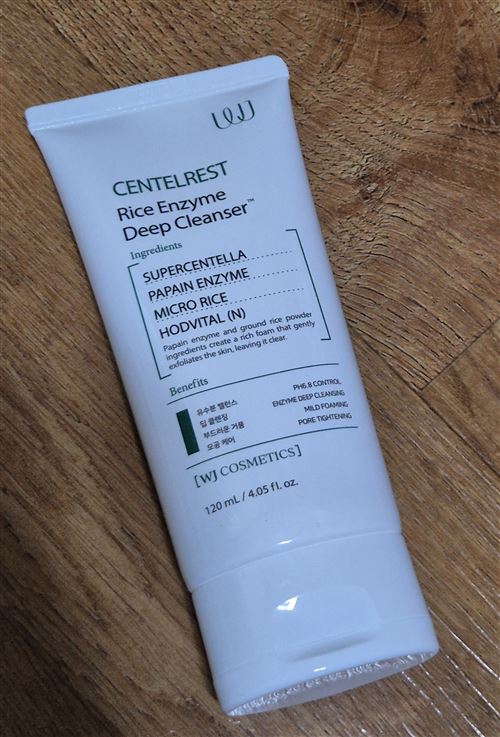 WJ
CENTELREST
Rice Enzyme
Deep Cleanser™
Ingredients
SUPERCENTELLA
PAPAIN ENZYME
MICRO RICE
HODVITAL (N)
Papain enzyme and ground rice powder
ingredients create a rich foam that gently
exfoliates the skin, leaving it clear.
Benefits
유수분 밸런스 PH6.8 CONTROL
딥 클렌징 ENZYME DEEP CLEANSING
부드러운 거품 MILD FOAMING
모공 케어 PORE TIGHTENING
[WJ COSMETICS]
120 mL / 4.05 fl. oz.